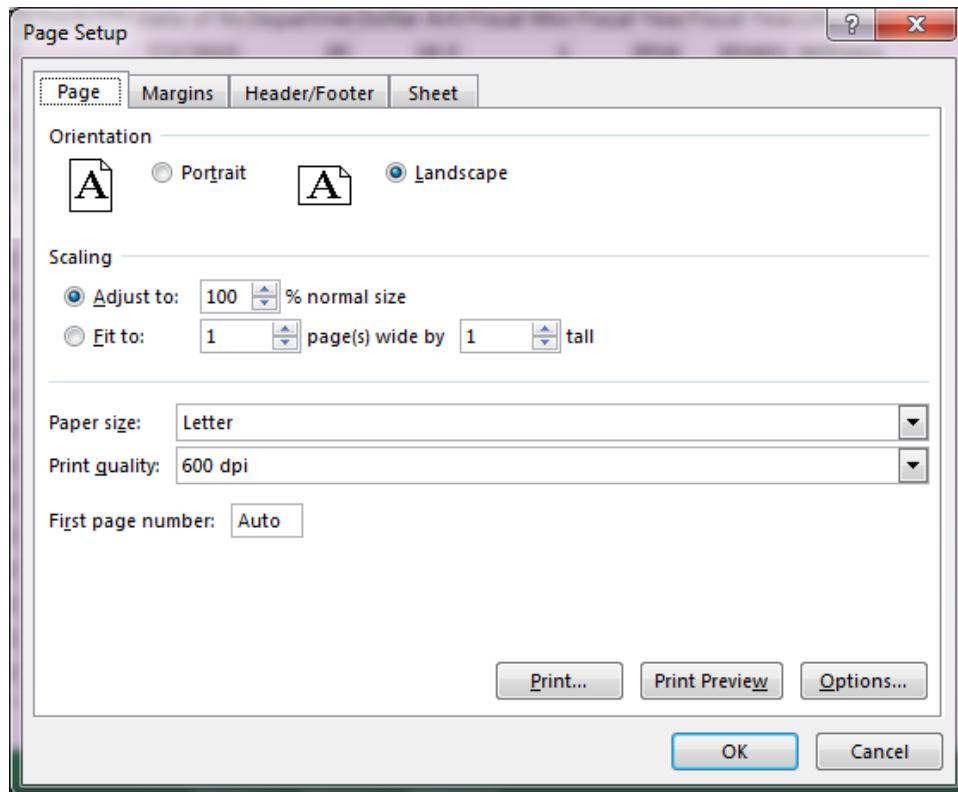 Page Setup
Page Margins Header/Footer Sheet
Orientation
A Portrait A Landscape
Scaling
Adjust to: 100 % normal size
Fit to: 1 page(s) wide by 1 tall
Paper size: Letter
Print quality: 600 dpi
First page number: Auto
Print... Print Preview Options...
OK Cancel